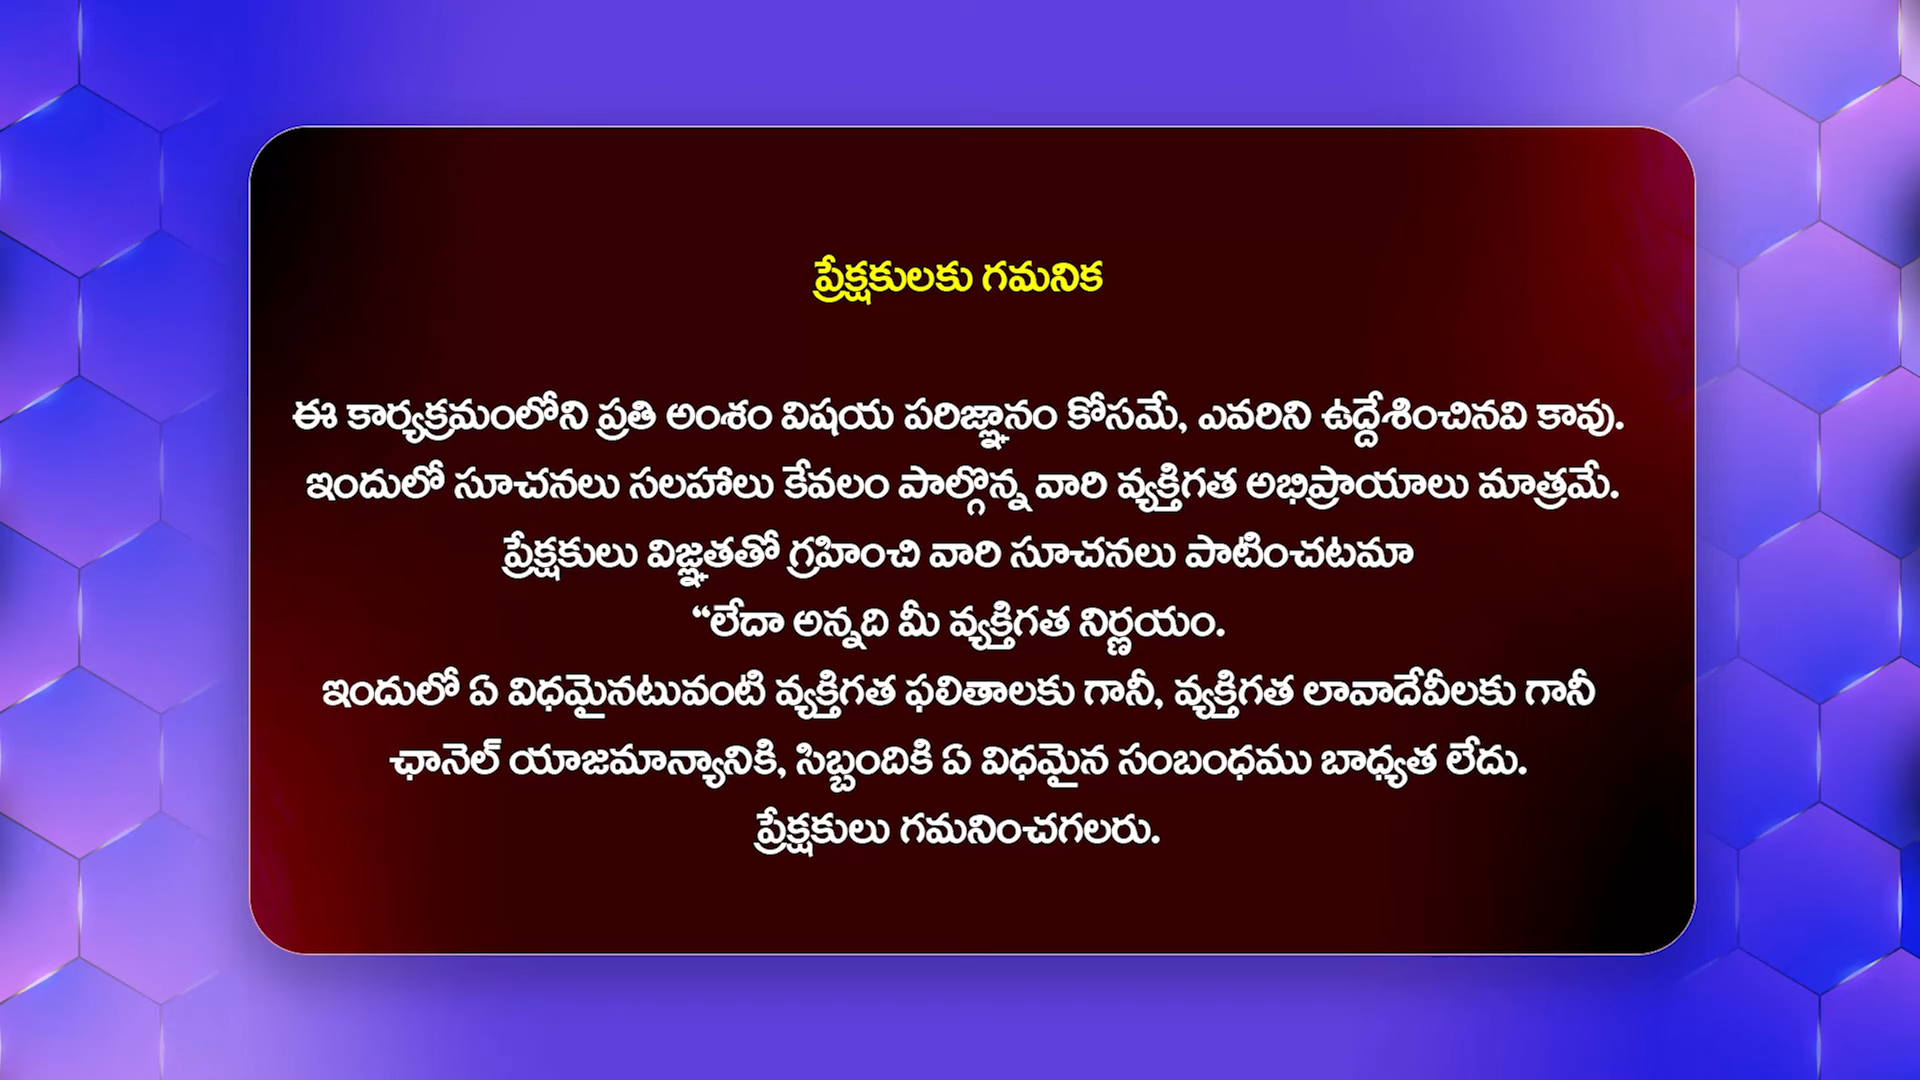 ప్రేక్షకులకు గమనిక
ఈ కార్యక్రమంలోని ప్రతి అంశం విషయ పరిజ్ఞానం కోసమే, ఎవరిని ఉద్దేశించినవి కావు.
ఇందులో సూచనలు సలహాలు కేవలం పాల్గొన్న వారి వ్యక్తిగత అభిప్రాయాలు మాత్రమే.
ప్రేక్షకులు విజ్ఞతతో గ్రహించి వారి సూచనలు పాటించటమా
“లేదా అన్నది మీ వ్యక్తిగత నిర్ణయం.
ఇందులో ఏ విధమైనటువంటి వ్యక్తిగత ఫలితాలకు గానీ, వ్యక్తిగత లావాదేవీలకు గానీ
ఛానెల్ యాజమాన్యానికి, సిబ్బందికి ఏ విధమైన సంబంధము బాధ్యత లేదు.
ప్రేక్షకులు గమనించగలరు.